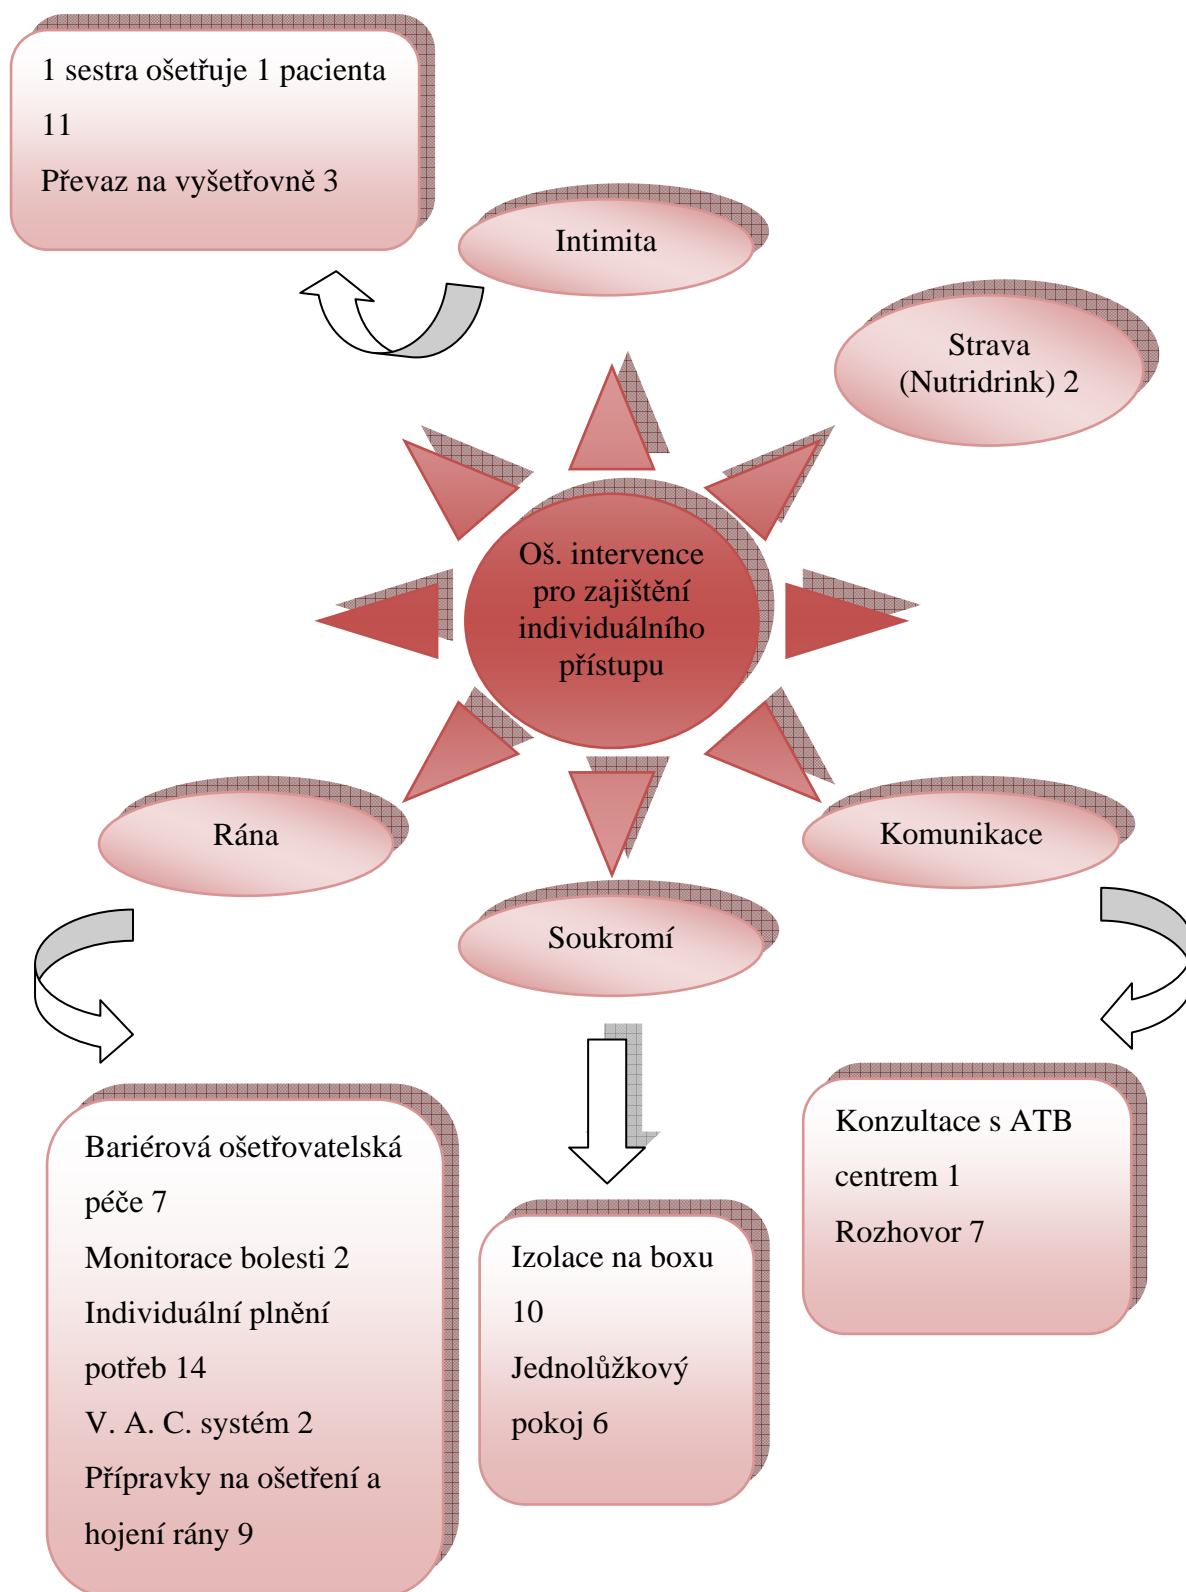 1 sestra ošetřuje 1 pacienta
11
Převaz na vyšetřovně 3
Intimita
Strava
(Nutridrink) 2
Oš. intervence
pro zajištění
individuálního
přístupu
Rána
Komunikace
Soukromí
Bariérová ošetřovatelská
péče 7
Monitorace bolesti 2
Individuální plnění
potřeb 14
V. A. C. systém 2
Přípravky na ošetření a
hojení rány 9
Izolace na boxu
10
Jednolůžkový
pokoj 6
Konzultace s ATB
centrem 1
Rozhovor 7